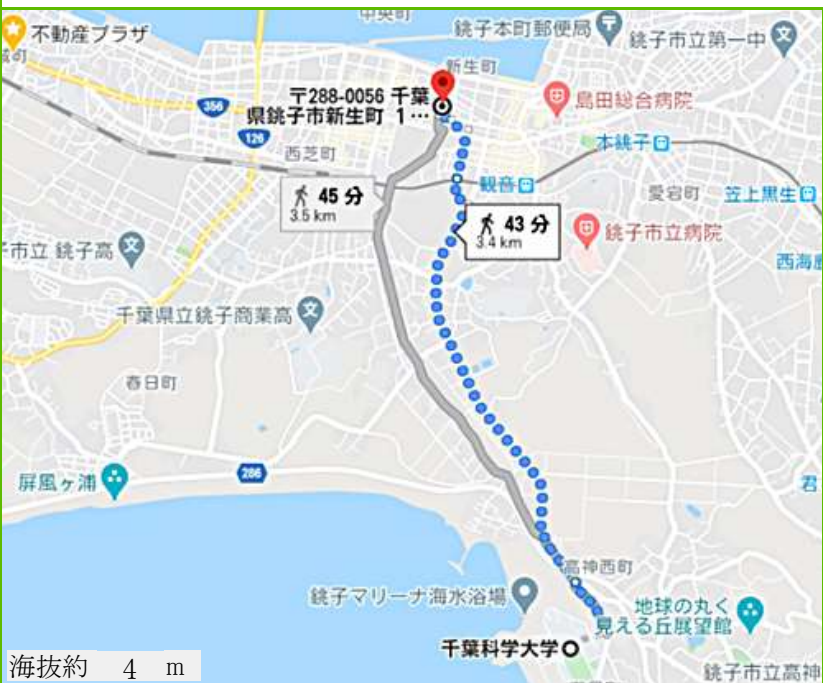 中央町
不動産プラザ
銚子本町郵便局
銚子市立第一中
新生町
〒288-0056 千葉
県銚子市新生町 1…
島田総合病院
356
126
西芝町
本銚子
観音
愛宕町
笠上黒生
45 分
3.5 km
43 分
3.4 km
銚子市立病院
子市立 銚子高
西海鹿
千葉県立銚子商業高
春日町
屏風ヶ浦
286
君
高神西町
銚子マリーナ海水浴場
地球の丸く
見える丘展望館
千葉科学大学
海抜約 4 m
銚子市立高神